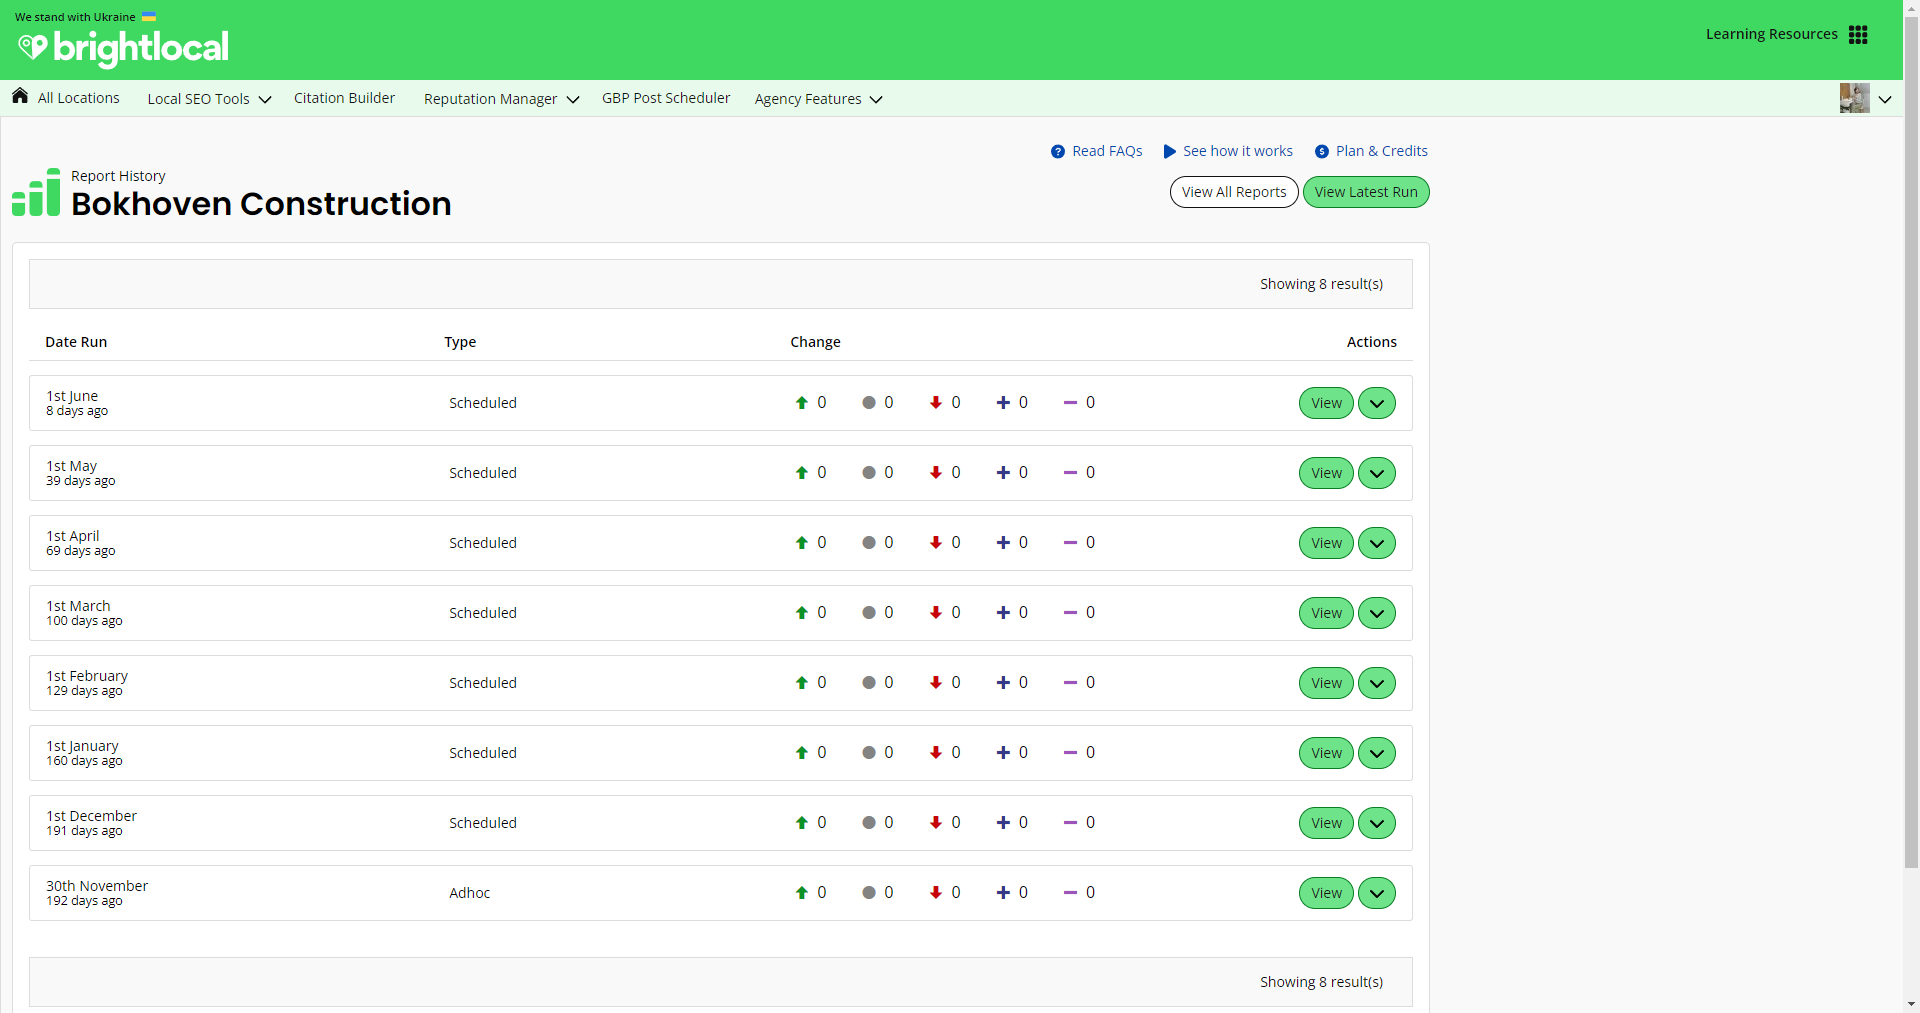 We stand with Ukraine
brightlocal
Learning Resources
All Locations Local SEO Tools Citation Builder Reputation Manager GBP Post Scheduler Agency Features
Read FAQs See how it works Plan & Credits
Report History
Bokhoven Construction
View All Reports View Latest Run
Showing 8 result(s)
Date Run Type Change Actions
1st June
8 days ago
Scheduled 0 0 0 0 0 View
1st May
39 days ago
Scheduled 0 0 0 0 0 View
1st April
69 days ago
Scheduled 0 0 0 0 0 View
1st March
100 days ago
Scheduled 0 0 0 0 0 View
1st February
129 days ago
Scheduled 0 0 0 0 0 View
1st January
160 days ago
Scheduled 0 0 0 0 0 View
1st December
191 days ago
Scheduled 0 0 0 0 0 View
30th November
192 days ago
Adhoc 0 0 0 0 0 View
Showing 8 result(s)